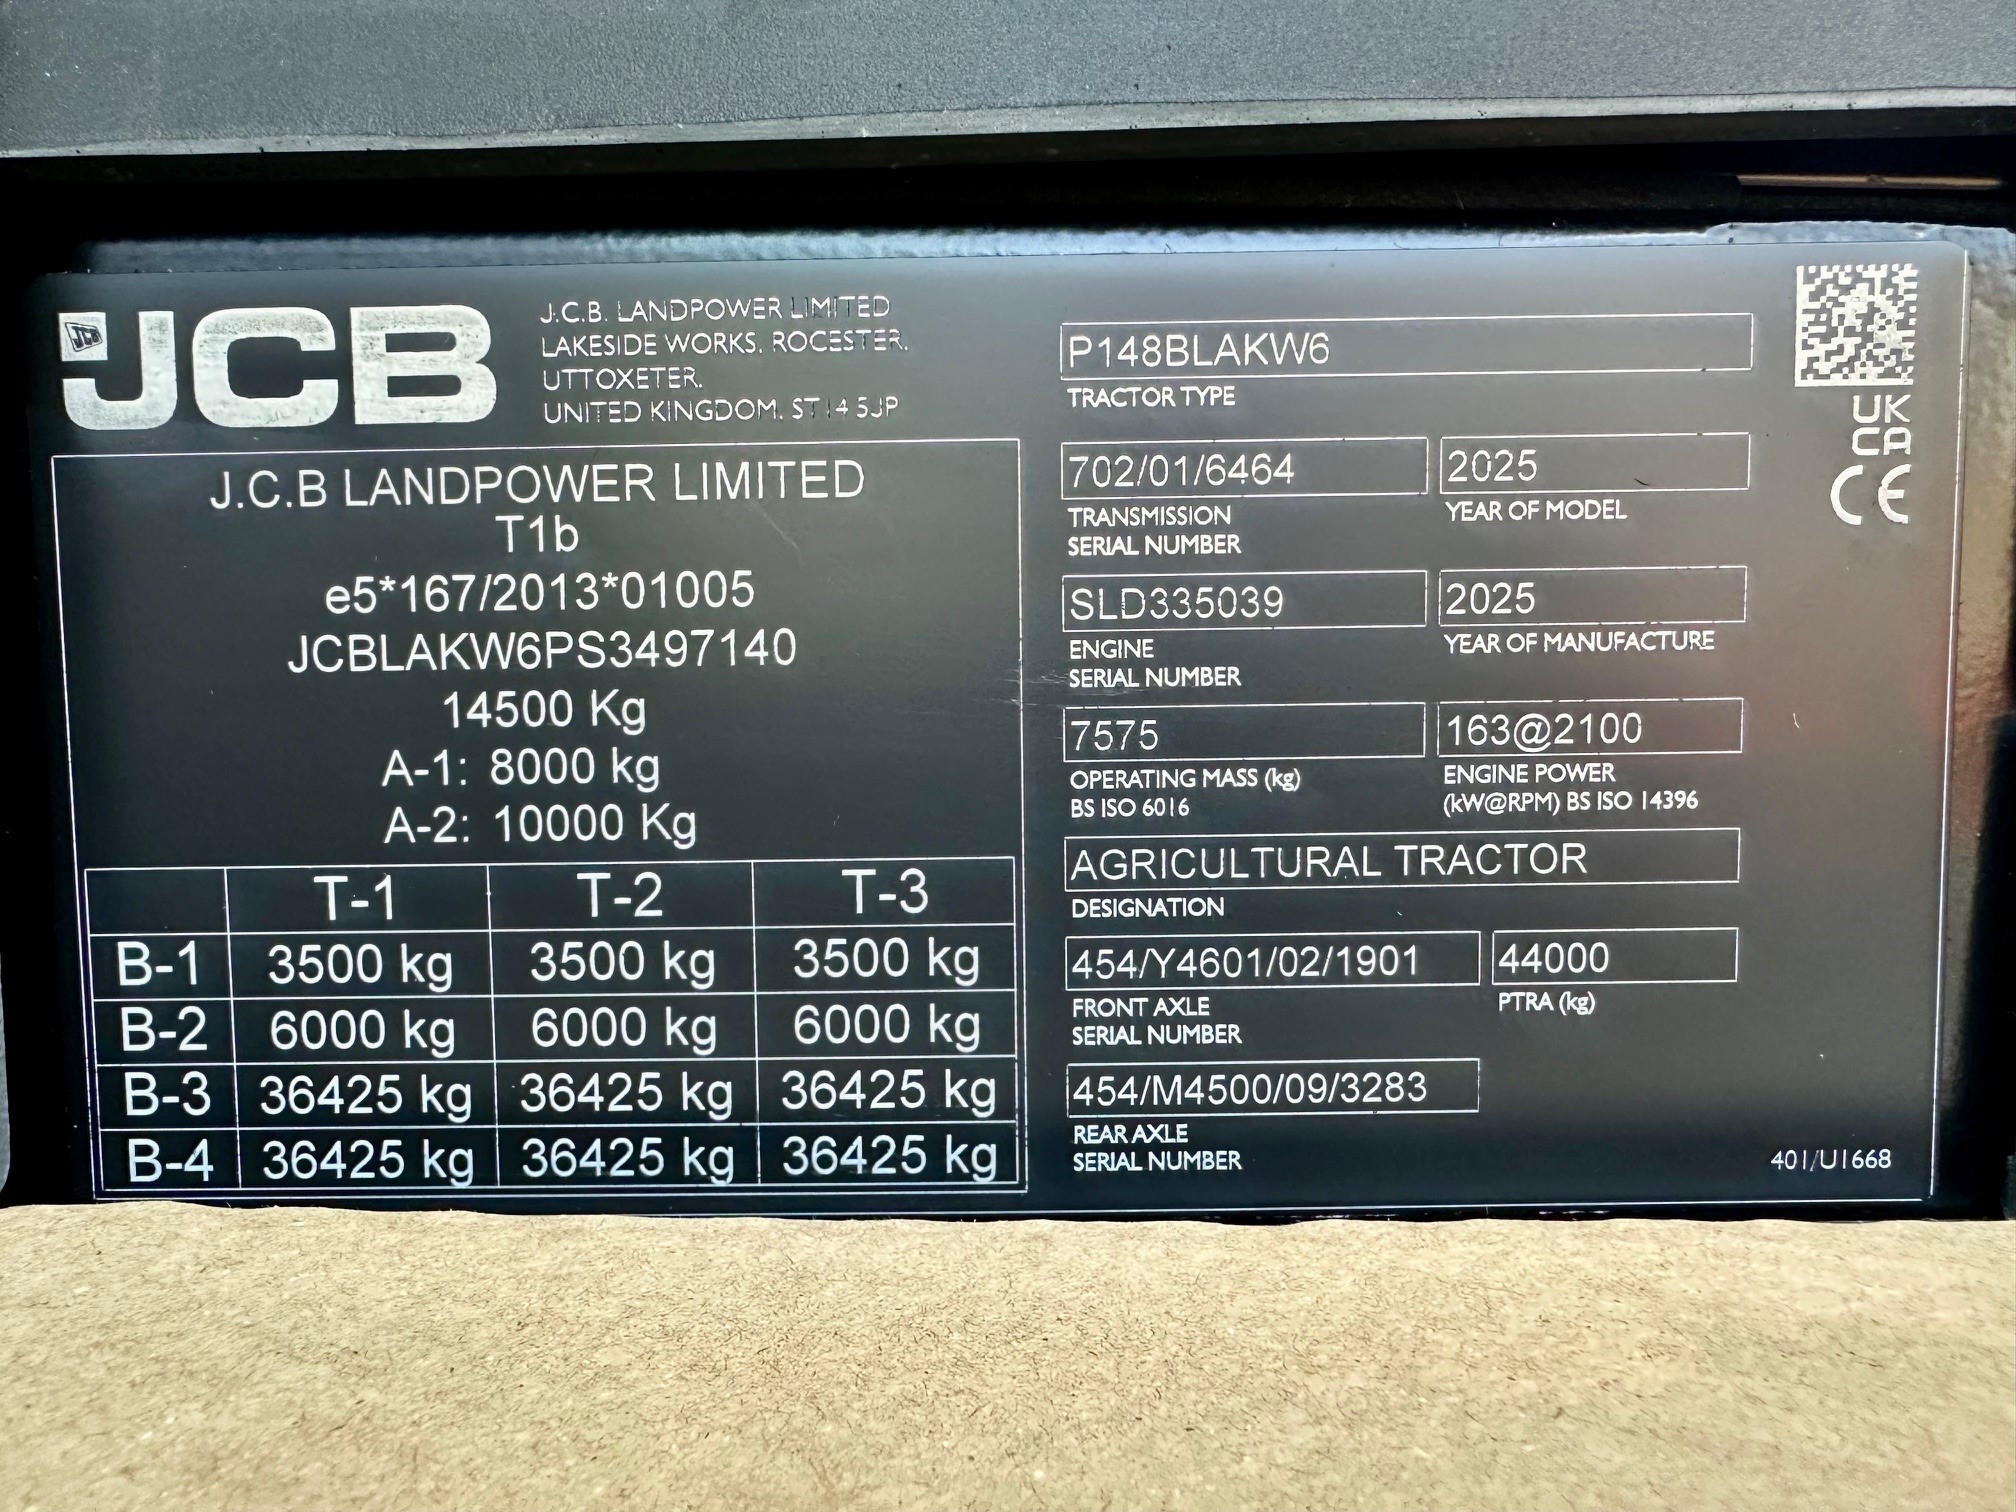 JCB
JCB
J.C.B. LANDPOWER LIMITED
LAKESIDE WORKS. ROCESTER.
UTTOXETER.
UNITED KINGDOM. ST14 5JP
J.C.B LANDPOWER LIMITED
T1b
e5*167/2013*01005
JCBLAKW6PS3497140
14500 Kg
A-1: 8000 kg
A-2: 10000 Kg
T-1 T-2 T-3
B-1 3500 kg 3500 kg 3500 kg
B-2 6000 kg 6000 kg 6000 kg
B-3 36425 kg 36425 kg 36425 kg
B-4 36425 kg 36425 kg 36425 kg
P148BLAKW6
TRACTOR TYPE
702/01/6464 2025
TRANSMISSION YEAR OF MODEL
SERIAL NUMBER
SLD335039 2025
ENGINE YEAR OF MANUFACTURE
SERIAL NUMBER
7575 163@2100
OPERATING MASS (kg) ENGINE POWER
BS ISO 6016 (kW@RPM) BS ISO 14396
AGRICULTURAL TRACTOR
DESIGNATION
454/Y4601/02/1901 44000
FRONT AXLE PTRA (kg)
SERIAL NUMBER
454/M4500/09/3283
REAR AXLE
SERIAL NUMBER
UK
CA
CE
401/U1668